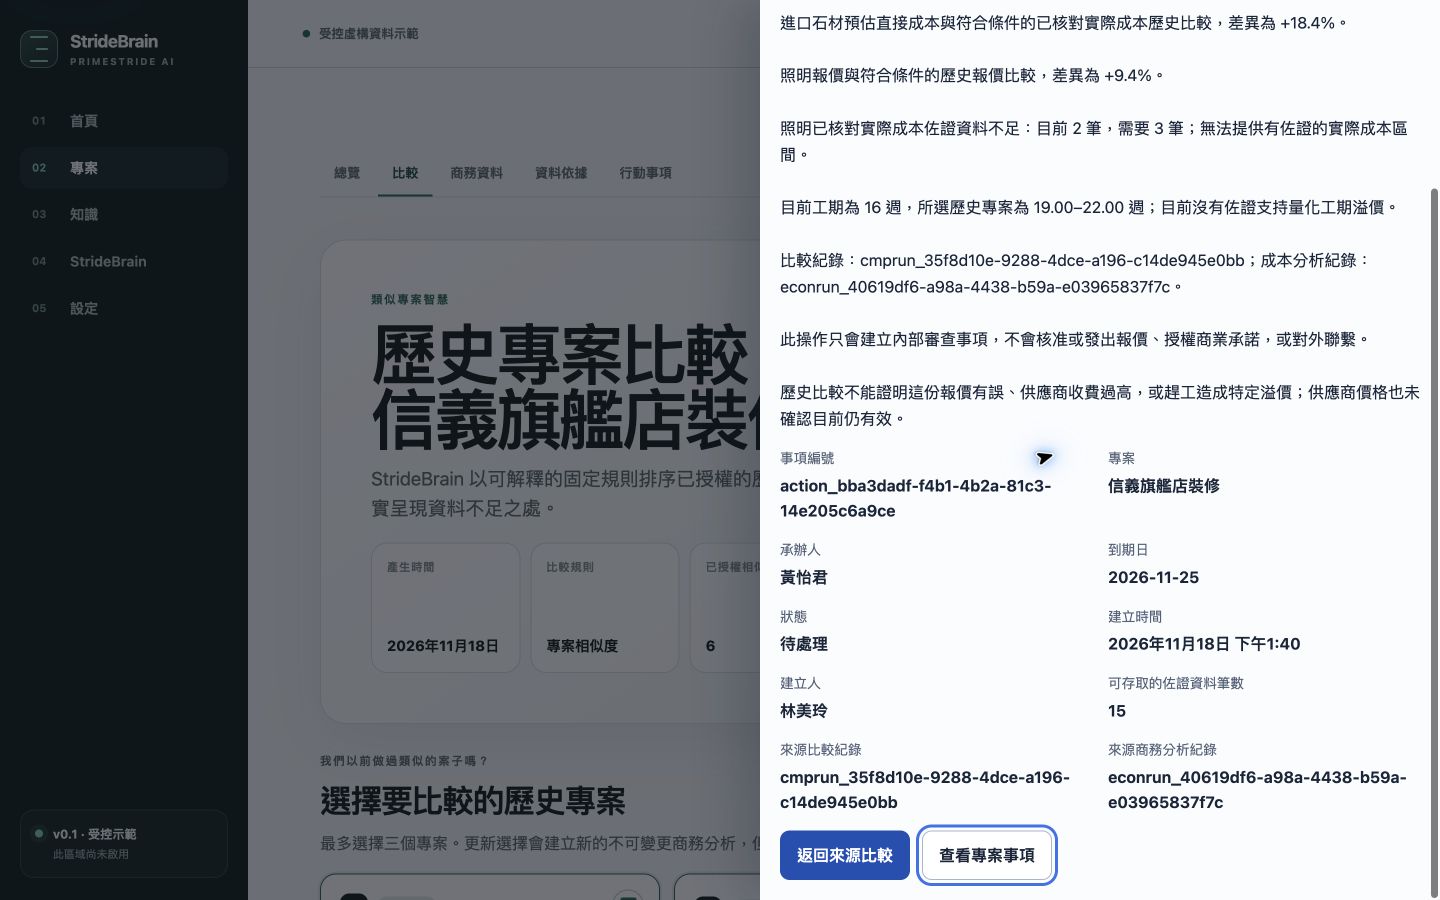 StrideBrain
PRIMESTRIDE AI
01 首頁
02 專案
03 知識
04 StrideBrain
05 設定
v0.1 · 受控示範
此區域尚未啟用
受控虛構資料示範
總覽 比較 商務資料 資料依據 行動事項
類似專案智慧
歷史專案比較
信義旗艦店裝
StrideBrain 以可解釋的固定規則排序已授權的
實呈現資料不足之處。
產生時間
2026年11月18日
比較規則
專案相似度
已授權相
6
我們以前做過類似的案子嗎？
選擇要比較的歷史專案
最多選擇三個專案。更新選擇會建立新的不可變更商務分析，
進口石材預估直接成本與符合條件的已核對實際成本歷史比較，差異為 +18.4%。
照明報價與符合條件的歷史報價比較，差異為 +9.4%。
照明已核對實際成本佐證資料不足：目前 2 筆，需要 3 筆；無法提供有佐證的實際成本區
間。
目前工期為 16 週，所選歷史專案為 19.00–22.00 週；目前沒有佐證支持量化工期溢價。
比較紀錄：cmprun_35f8d10e-9288-4dce-a196-c14de945e0bb；成本分析紀錄：
econrun_40619df6-a98a-4438-b59a-e03965837f7c。
此操作只會建立內部審查事項，不會核准或發出報價、授權商業承諾，或對外聯繫。
歷史比較不能證明這份報價有誤、供應商收費過高，或趕工造成特定溢價；供應商價格也未
確認目前仍有效。
事項編號
action_bba3dadf-f4b1-4b2a-81c3-
14e205c6a9ce
專案
信義旗艦店裝修
承辦人
黃怡君
到期日
2026-11-25
狀態
待處理
建立時間
2026年11月18日 下午1:40
建立人
林美玲
可存取的佐證資料筆數
15
來源比較紀錄
cmprun_35f8d10e-9288-4dce-a196-
c14de945e0bb
來源商務分析紀錄
econrun_40619df6-a98a-4438-b59a-
e03965837f7c
返回來源比較
查看專案事項